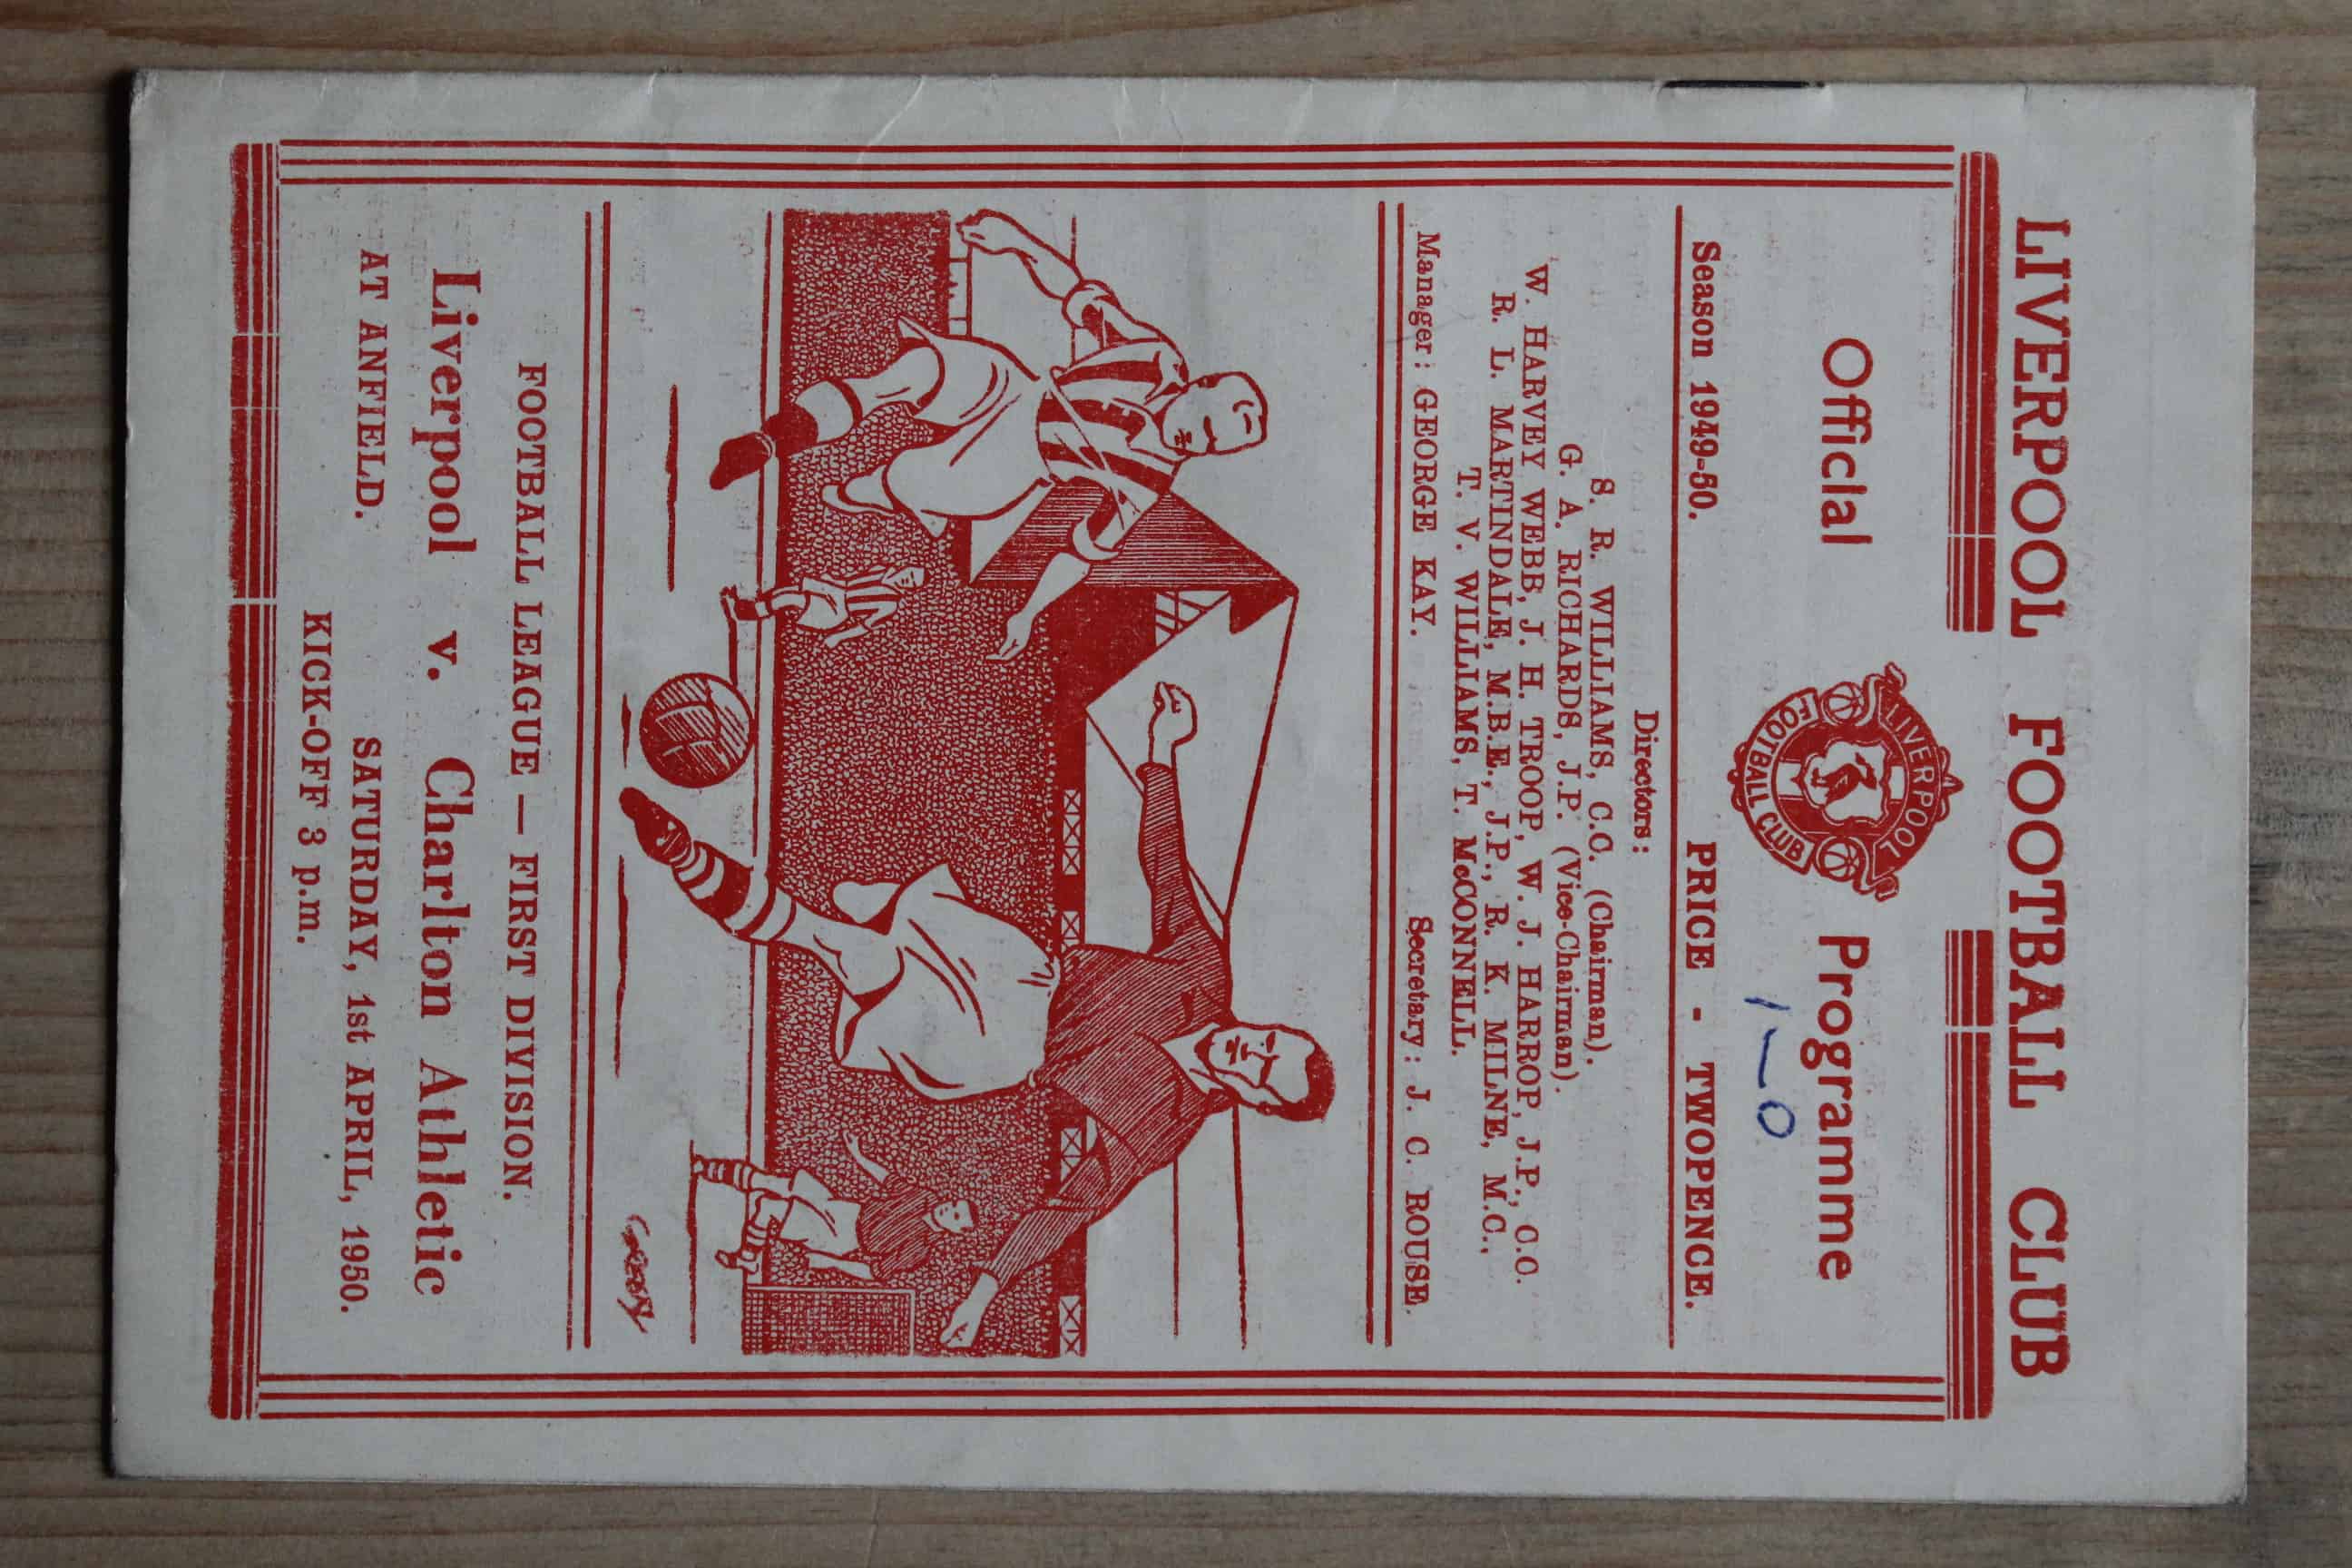 LIVERPOOL FOOTBALL CLUB
Official Programme
LIVERPOOL
FOOTBALL CLUB
1-0
Season 1949-50. PRICE - TWOPENCE.
Directors:
S. R. WILLIAMS, C.C. (Chairman).
G. A. RICHARDS, J.P. (Vice-Chairman).
W. HARVEY WEBB, J. H. TROOP, W. J. HARROP, J.P., C.C.
R. L. MARTINDALE, M.B.E., J.P., R. K. MILNE, M.C.,
T. V. WILLIAMS, T. McCONNELL.
Manager: GEORGE KAY. Secretary: J. C. ROUSE.
FOOTBALL LEAGUE — FIRST DIVISION.
Liverpool v. Charlton Athletic
AT ANFIELD. SATURDAY, 1st APRIL, 1950.
KICK-OFF 3 p.m.